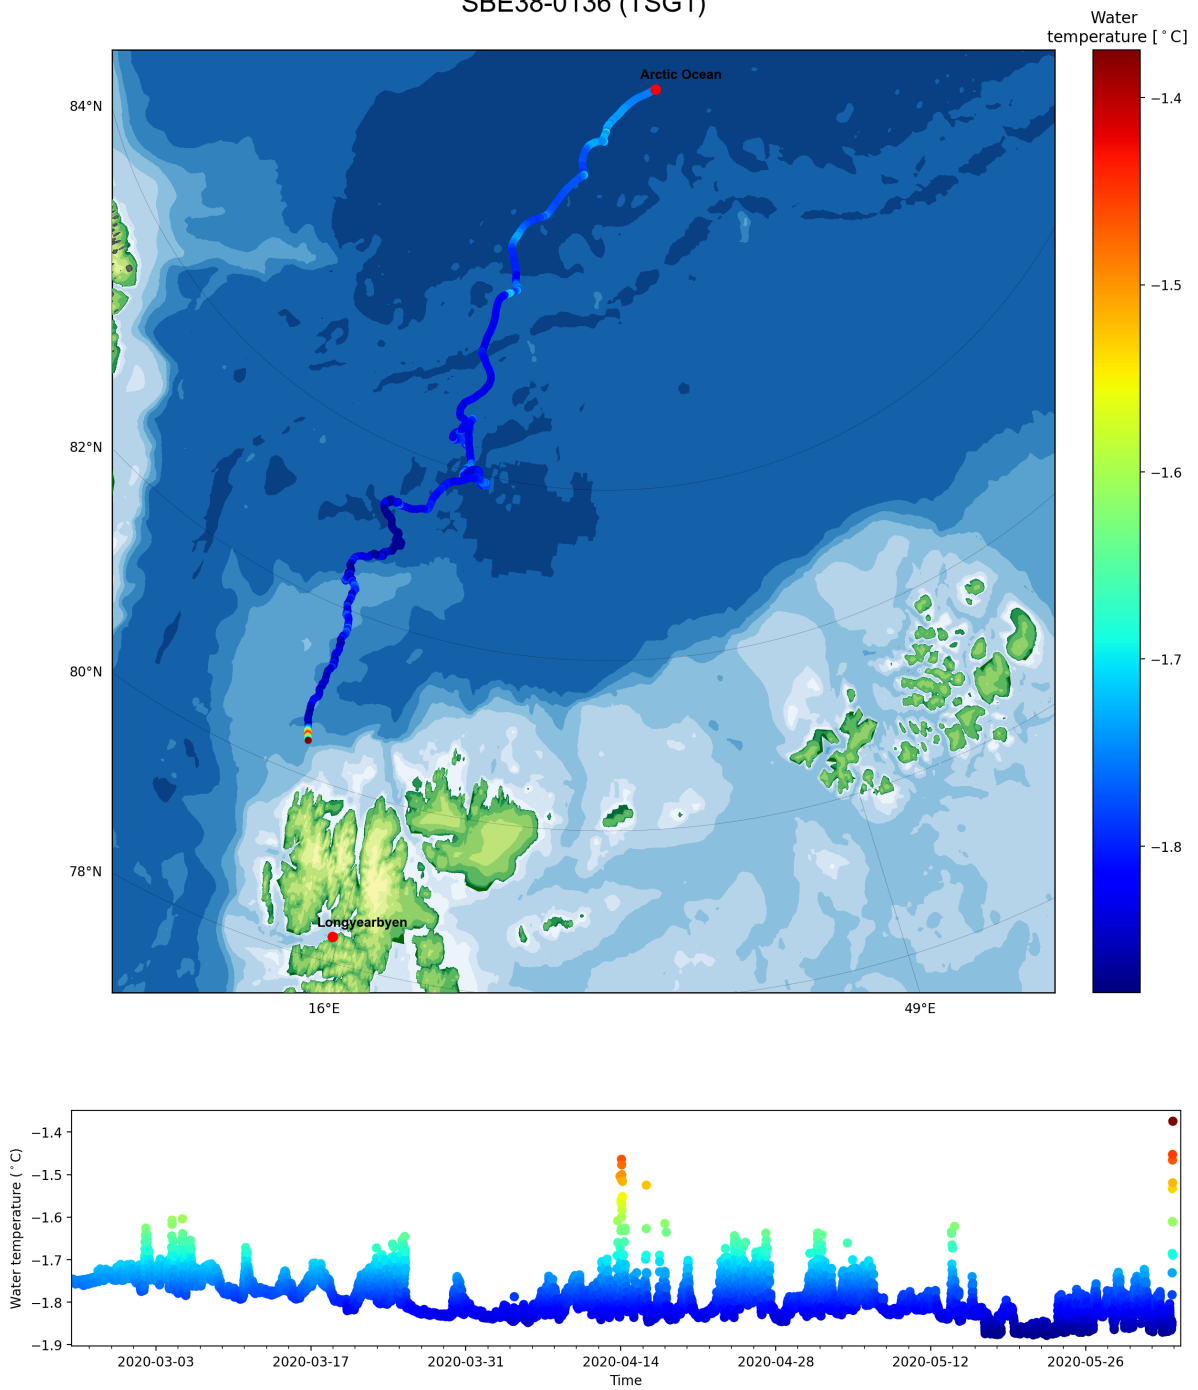 SBE38-0136 (TSG1)
Water
temperature [°C]
Arctic Ocean
84°N
82°N
80°N
78°N
Longyearbyen
16°E
49°E
−1.4
−1.5
−1.6
−1.7
−1.8
Water temperature (°C)
−1.4
−1.5
−1.6
−1.7
−1.8
−1.9
2020-03-03
2020-03-17
2020-03-31
2020-04-14
2020-04-28
2020-05-12
2020-05-26
Time